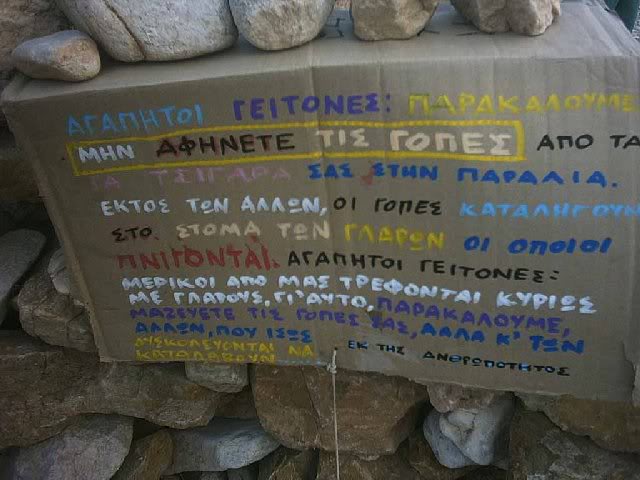 ΑΓΑΠΗΤΟΙ ΓΕΙΤΟΝΕΣ: ΠΑΡΑΚΑΛΟΥΜΕ
ΜΗΝ ΑΦΗΝΕΤΕ ΤΙΣ ΓΟΠΕΣ ΑΠΟ ΤΑ
ΤΑ ΤΣΙΓΑΡΑ ΣΑΣ ΣΤΗΝ ΠΑΡΑΛΙΑ.
ΕΚΤΟΣ ΤΩΝ ΑΛΛΩΝ, ΟΙ ΓΟΠΕΣ ΚΑΤΑΛΗΓΟΥΝ
ΣΤΟ. ΣΤΟΜΑ ΤΩΝ ΓΛΑΡΩΝ ΟΙ ΟΠΟΙΟΙ
ΠΝΙΓΟΝΤΑΙ. ΑΓΑΠΗΤΟΙ ΓΕΙΤΟΝΕΣ:
ΜΕΡΙΚΟΙ ΑΠΟ ΜΑΣ ΤΡΕΦΟΝΤΑΙ ΚΥΡΙΩΣ
ΜΕ ΓΛΑΡΟΥΣ, ΓΙ'ΑΥΤΟ, ΠΑΡΑΚΑΛΟΥΜΕ,
ΜΑΖΕΥΕΤΕ ΤΙΣ ΓΟΠΕΣ ΣΑΣ, ΑΛΛΑ Κ' ΤΩΝ
ΑΛΛΩΝ, ΠΟΥ ΙΣΩΣ
ΔΥΣΚΟΛΕΥΟΝΤΑΙ ΝΑ
ΚΑΤΑΛΑΒΟΥΝ. ΕΚ ΤΗΣ ΑΝΘΡΩΠΟΤΗΤΟΣ